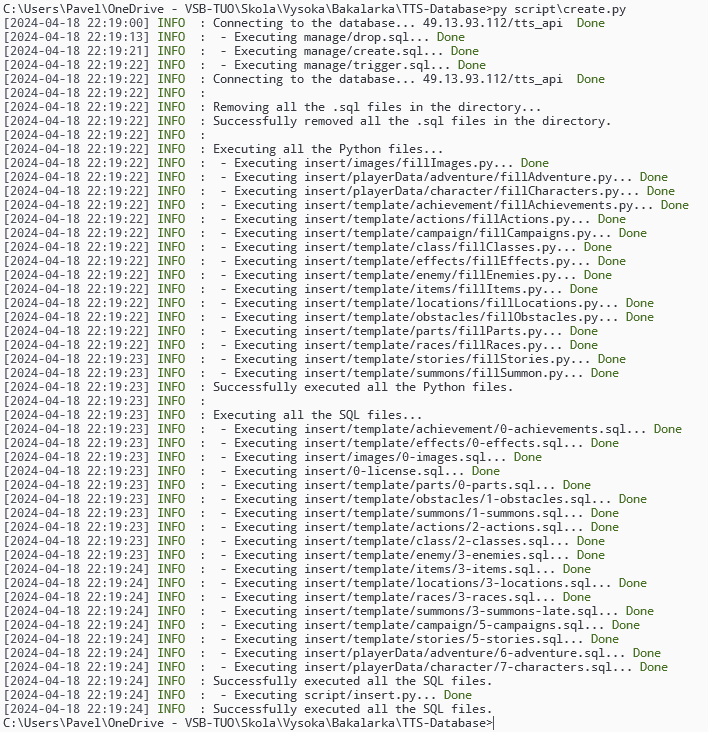 C:\Users\Pavel\OneDrive - VSB-TUO\Skola\Vysoka\Bakalarka\TTS-Database>py script\create.py
[2024-04-18 22:19:00] INFO  : Connecting to the database... 49.13.93.112/tts_api  Done
[2024-04-18 22:19:13] INFO  :  - Executing manage/drop.sql... Done
[2024-04-18 22:19:21] INFO  :  - Executing manage/create.sql... Done
[2024-04-18 22:19:22] INFO  :  - Executing manage/trigger.sql... Done
[2024-04-18 22:19:22] INFO  : Connecting to the database... 49.13.93.112/tts_api  Done
[2024-04-18 22:19:22] INFO  :
[2024-04-18 22:19:22] INFO  : Removing all the .sql files in the directory...
[2024-04-18 22:19:22] INFO  : Successfully removed all the .sql files in the directory.
[2024-04-18 22:19:22] INFO  :
[2024-04-18 22:19:22] INFO  : Executing all the Python files...
[2024-04-18 22:19:22] INFO  :  - Executing insert/images/fillImages.py... Done
[2024-04-18 22:19:22] INFO  :  - Executing insert/playerData/adventure/fillAdventure.py... Done
[2024-04-18 22:19:22] INFO  :  - Executing insert/playerData/character/fillCharacters.py... Done
[2024-04-18 22:19:22] INFO  :  - Executing insert/template/achievement/fillAchievements.py... Done
[2024-04-18 22:19:22] INFO  :  - Executing insert/template/actions/fillActions.py... Done
[2024-04-18 22:19:22] INFO  :  - Executing insert/template/campaign/fillCampaigns.py... Done
[2024-04-18 22:19:22] INFO  :  - Executing insert/template/class/fillClasses.py... Done
[2024-04-18 22:19:22] INFO  :  - Executing insert/template/effects/fillEffects.py... Done
[2024-04-18 22:19:22] INFO  :  - Executing insert/template/enemy/fillEnemies.py... Done
[2024-04-18 22:19:22] INFO  :  - Executing insert/template/items/fillItems.py... Done
[2024-04-18 22:19:22] INFO  :  - Executing insert/template/locations/fillLocations.py... Done
[2024-04-18 22:19:22] INFO  :  - Executing insert/template/obstacles/fillObstacles.py... Done
[2024-04-18 22:19:22] INFO  :  - Executing insert/template/parts/fillParts.py... Done
[2024-04-18 22:19:22] INFO  :  - Executing insert/template/races/fillRaces.py... Done
[2024-04-18 22:19:23] INFO  :  - Executing insert/template/stories/fillStories.py... Done
[2024-04-18 22:19:23] INFO  :  - Executing insert/template/summons/fillSummon.py... Done
[2024-04-18 22:19:23] INFO  : Successfully executed all the Python files.
[2024-04-18 22:19:23] INFO  :
[2024-04-18 22:19:23] INFO  : Executing all the SQL files...
[2024-04-18 22:19:23] INFO  :  - Executing insert/template/achievement/0-achievements.sql... Done
[2024-04-18 22:19:23] INFO  :  - Executing insert/template/effects/0-effects.sql... Done
[2024-04-18 22:19:23] INFO  :  - Executing insert/images/0-images.sql... Done
[2024-04-18 22:19:23] INFO  :  - Executing insert/0-license.sql... Done
[2024-04-18 22:19:23] INFO  :  - Executing insert/template/parts/0-parts.sql... Done
[2024-04-18 22:19:23] INFO  :  - Executing insert/template/obstacles/1-obstacles.sql... Done
[2024-04-18 22:19:23] INFO  :  - Executing insert/template/summons/1-summons.sql... Done
[2024-04-18 22:19:23] INFO  :  - Executing insert/template/actions/2-actions.sql... Done
[2024-04-18 22:19:23] INFO  :  - Executing insert/template/class/2-classes.sql... Done
[2024-04-18 22:19:23] INFO  :  - Executing insert/template/enemy/3-enemies.sql... Done
[2024-04-18 22:19:24] INFO  :  - Executing insert/template/items/3-items.sql... Done
[2024-04-18 22:19:24] INFO  :  - Executing insert/template/locations/3-locations.sql... Done
[2024-04-18 22:19:24] INFO  :  - Executing insert/template/races/3-races.sql... Done
[2024-04-18 22:19:24] INFO  :  - Executing insert/template/summons/3-summons-late.sql... Done
[2024-04-18 22:19:24] INFO  :  - Executing insert/template/campaign/5-campaigns.sql... Done
[2024-04-18 22:19:24] INFO  :  - Executing insert/template/stories/5-stories.sql... Done
[2024-04-18 22:19:24] INFO  :  - Executing insert/playerData/adventure/6-adventure.sql... Done
[2024-04-18 22:19:24] INFO  :  - Executing insert/playerData/character/7-characters.sql... Done
[2024-04-18 22:19:24] INFO  : Successfully executed all the SQL files.
[2024-04-18 22:19:24] INFO  :  - Executing script/insert.py... Done
[2024-04-18 22:19:24] INFO  : Successfully executed all the SQL files.
C:\Users\Pavel\OneDrive - VSB-TUO\Skola\Vysoka\Bakalarka\TTS-Database>